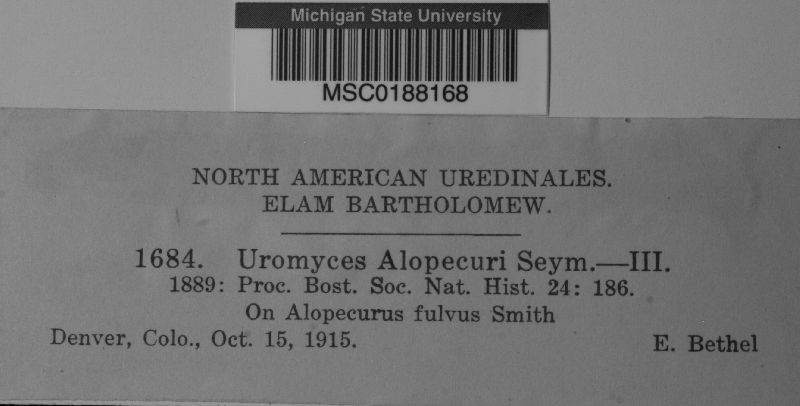 Michigan State University
MSC0188168
NORTH AMERICAN UREDINALES.
ELAM BARTHOLOMEW.
1684. Uromyces Alopecuri Seym.—III.
1889: Proc. Bost. Soc. Nat. Hist. 24: 186.
On Alopecurus fulvus Smith
Denver, Colo., Oct. 15, 1915. E. Bethel